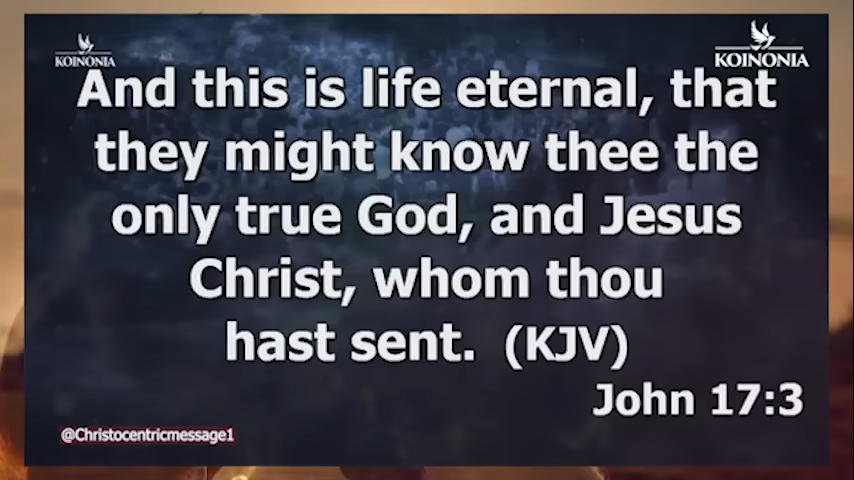 KOINONIA
KOINONIA
And this is life eternal, that
they might know thee the
only true God, and Jesus
Christ, whom thou
hast sent. (KJV)
John 17:3
@Christocentricmessage1